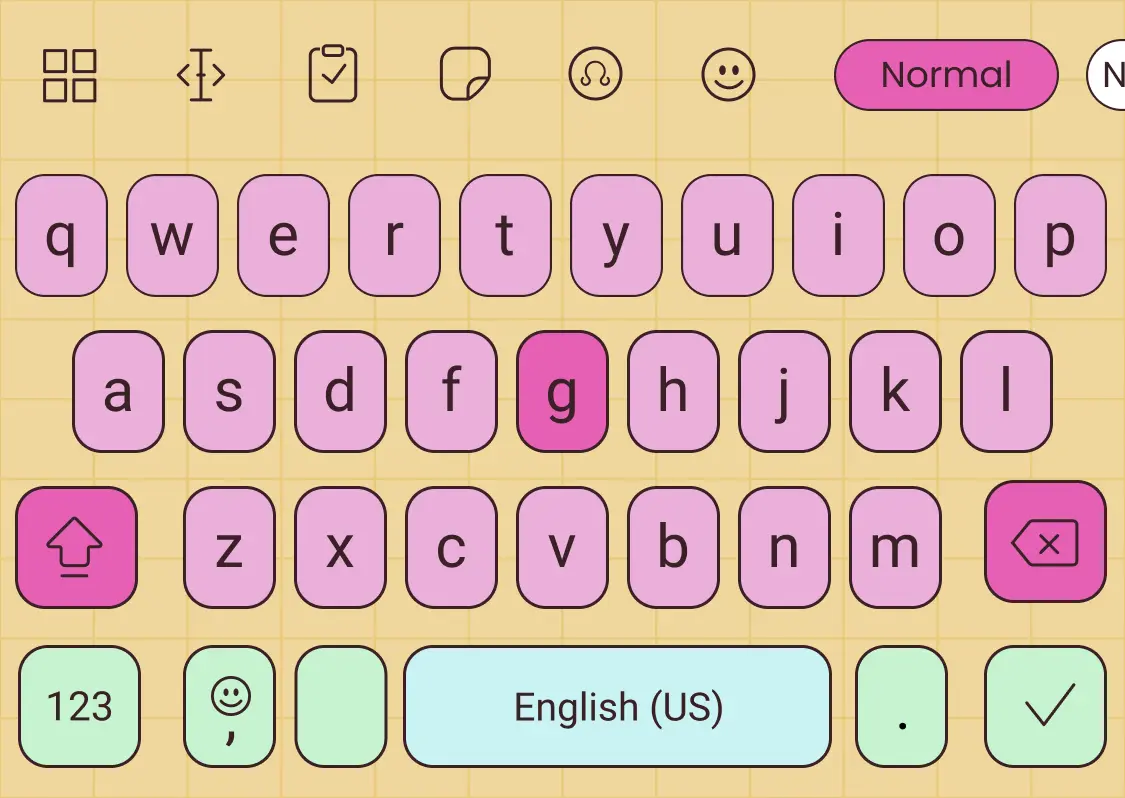 Normal N
q w e r t y u i o p
a s d f g h j k l
z x c v b n m
123 , English (US) .